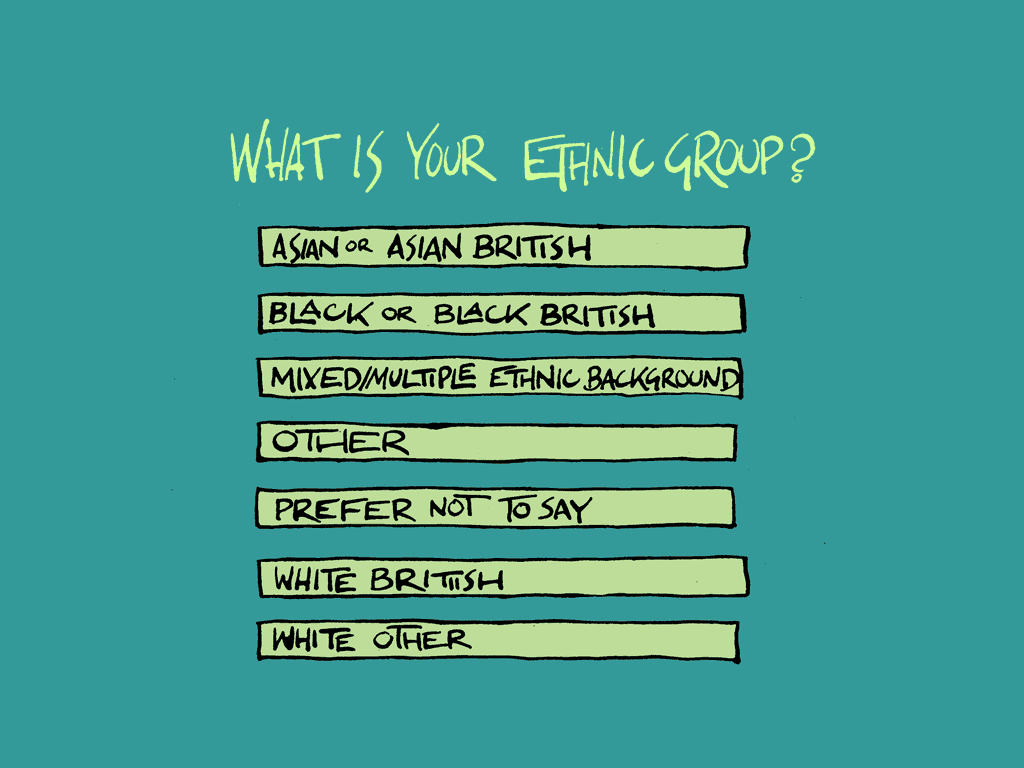 WHAT IS YOUR ETHNIC GROUP?
ASIAN OR ASIAN BRITISH
BLACK OR BLACK BRITISH
MIXED/MULTIPLE ETHNIC BACKGROUND
OTHER
PREFER NOT TO SAY
WHITE BRITISH
WHITE OTHER